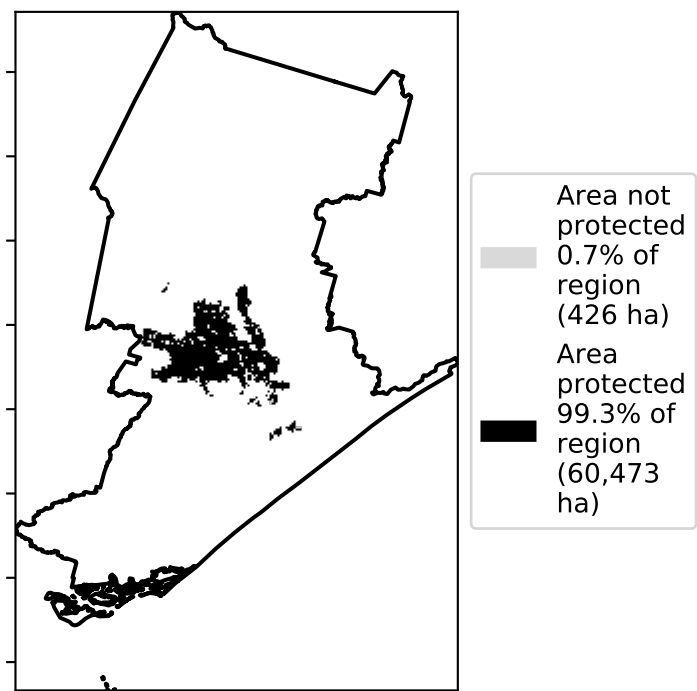 Area not
protected
0.7% of
region
(426 ha)
Area
protected
99.3% of
region
(60,473
ha)